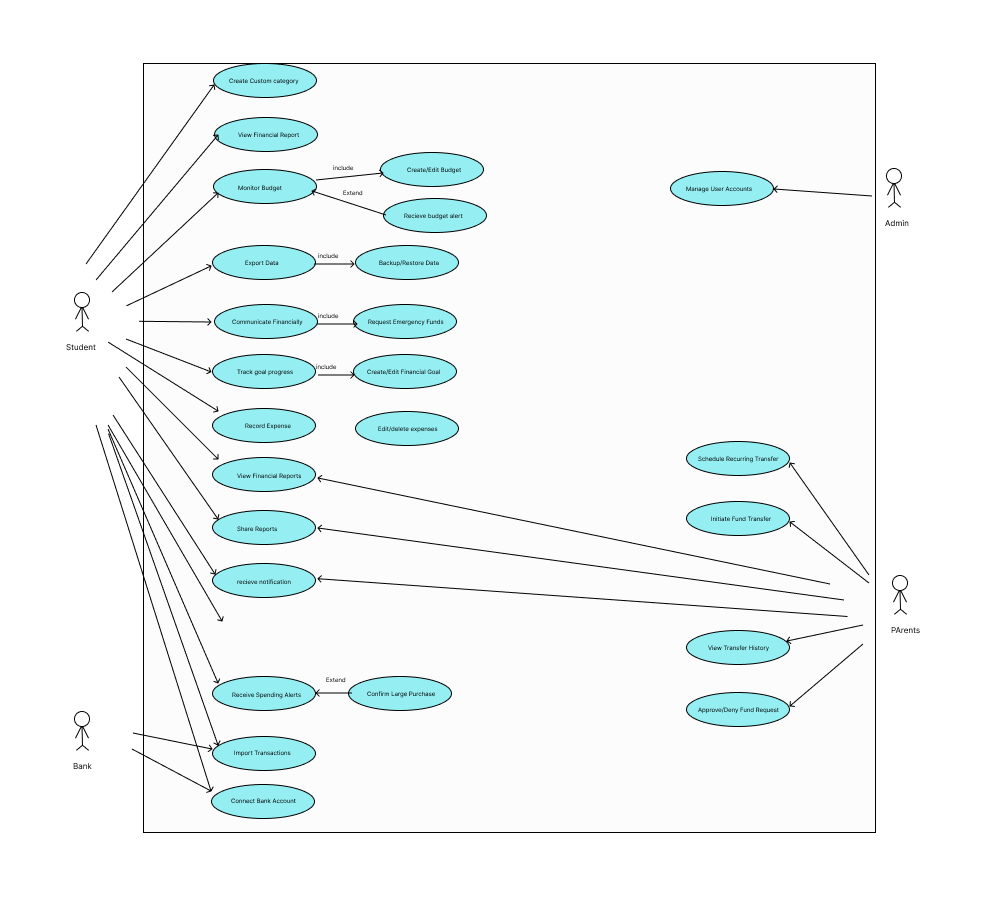 Create Custom category
View Financial Report
include
Create/Edit Budget
Monitor Budget
Manage User Accounts
Extend
Recieve budget alert
Admin
include
Export Data
Backup/Restore Data
include
Communicate Financially
Request Emergency Funds
Student
include
Track goal progress
Create/Edit Financial Goal
Record Expense
Edit/delete expenses
Schedule Recurring Transfer
View Financial Reports
Initiate Fund Transfer
Share Reports
recieve notification
PArents
View Transfer History
Extend
Receive Spending Alerts
Confirm Large Purchase
Approve/Deny Fund Request
Import Transactions
Bank
Connect Bank Account